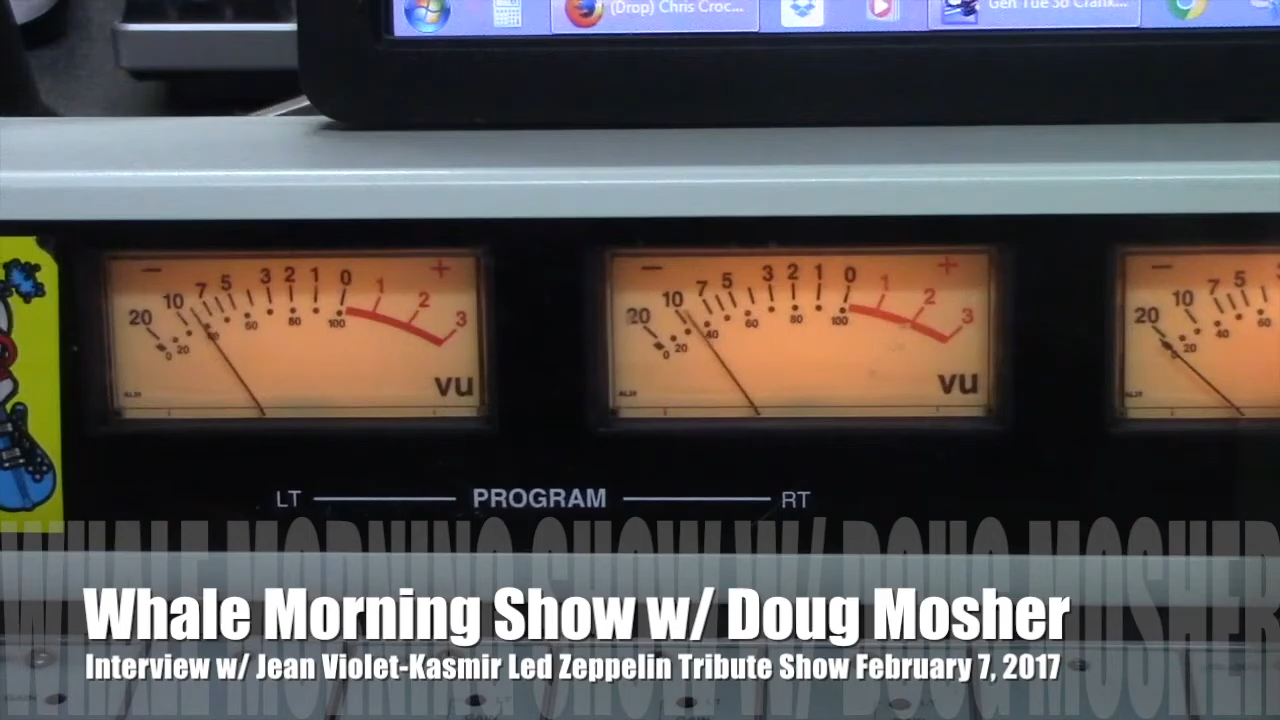 (Drop) Chris Croc...
Gen Tue 3d Crank...
− 20 10 7 5 3 2 1 0 1 2 3 +
0 20 60 80 100
VU
− 20 10 7 5 3 2 1 0 1 2 3 +
0 20 40 60 80 100
VU
− 20 10 7 5
0 20 40 60
LT PROGRAM RT
WHALE MORNING SHOW W/ DOUG MOSHER
Whale Morning Show w/ Doug Mosher
Interview w/ Jean Violet-Kasmir Led Zeppelin Tribute Show February 7, 2017